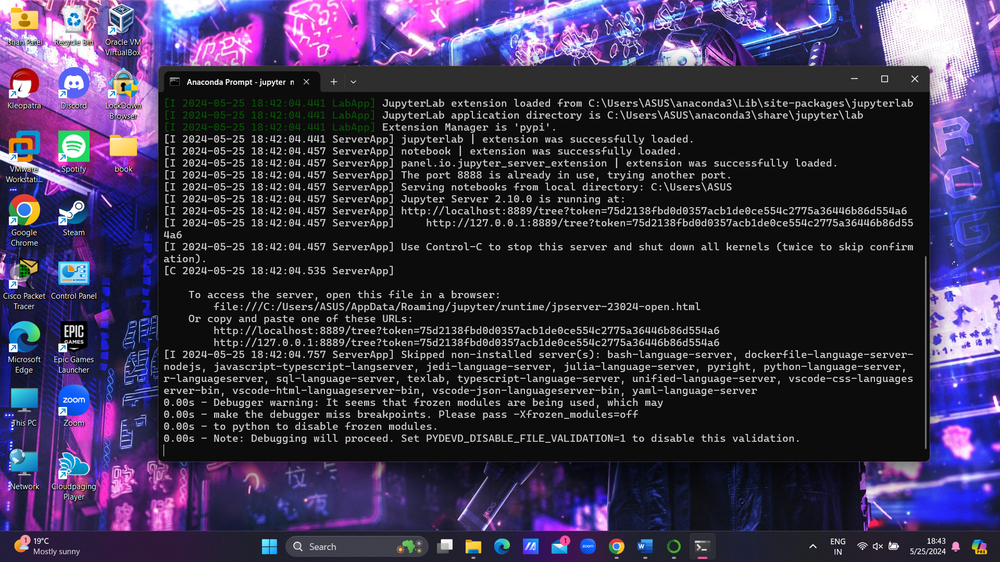 Ishan Patel
Recycle Bin
Oracle VM
VirtualBox
Kleopatra
Discord
LockDown
Browser
VMware
Workstati...
Spotify
book
Google
Chrome
Steam
Cisco Packet
Tracer
Control Panel
EPIC
GAMES
Microsoft
Edge
Epic Games
Launcher
zoom
This PC
Zoom
Network
Cloudpaging
Player
Anaconda Prompt - jupyter n
[I 2024-05-25 18:42:04.441 LabApp] JupyterLab extension loaded from C:\Users\ASUS\anaconda3\Lib\site-packages\jupyterlab
[I 2024-05-25 18:42:04.441 LabApp] JupyterLab application directory is C:\Users\ASUS\anaconda3\share\jupyter\lab
[I 2024-05-25 18:42:04.441 LabApp] Extension Manager is 'pypi'.
[I 2024-05-25 18:42:04.441 ServerApp] jupyterlab | extension was successfully loaded.
[I 2024-05-25 18:42:04.457 ServerApp] notebook | extension was successfully loaded.
[I 2024-05-25 18:42:04.457 ServerApp] panel.io.jupyter_server_extension | extension was successfully loaded.
[I 2024-05-25 18:42:04.457 ServerApp] The port 8888 is already in use, trying another port.
[I 2024-05-25 18:42:04.457 ServerApp] Serving notebooks from local directory: C:\Users\ASUS
[I 2024-05-25 18:42:04.457 ServerApp] Jupyter Server 2.10.0 is running at:
[I 2024-05-25 18:42:04.457 ServerApp] http://localhost:8889/tree?token=75d2138fbd0d0357acb1de0ce554c2775a36446b86d554a6
[I 2024-05-25 18:42:04.457 ServerApp]     http://127.0.0.1:8889/tree?token=75d2138fbd0d0357acb1de0ce554c2775a36446b86d55
4a6
[I 2024-05-25 18:42:04.457 ServerApp] Use Control-C to stop this server and shut down all kernels (twice to skip confirm
ation).
[C 2024-05-25 18:42:04.535 ServerApp]
To access the server, open this file in a browser:
file:///C:/Users/ASUS/AppData/Roaming/jupyter/runtime/jpserver-23024-open.html
Or copy and paste one of these URLs:
http://localhost:8889/tree?token=75d2138fbd0d0357acb1de0ce554c2775a36446b86d554a6
http://127.0.0.1:8889/tree?token=75d2138fbd0d0357acb1de0ce554c2775a36446b86d554a6
[I 2024-05-25 18:42:04.757 ServerApp] Skipped non-installed server(s): bash-language-server, dockerfile-language-server-
nodejs, javascript-typescript-langserver, jedi-language-server, julia-language-server, pyright, python-language-server,
r-languageserver, sql-language-server, texlab, typescript-language-server, unified-language-server, vscode-css-languages
erver-bin, vscode-html-languageserver-bin, vscode-json-languageserver-bin, yaml-language-server
0.00s - Debugger warning: It seems that frozen modules are being used, which may
0.00s - make the debugger miss breakpoints. Please pass -Xfrozen_modules=off
0.00s - to python to disable frozen modules.
0.00s - Note: Debugging will proceed. Set PYDEVD_DISABLE_FILE_VALIDATION=1 to disable this validation.
ROG
ROG
1
19°C
Mostly sunny
Search
1
zoom
W
ENG
IN
18:43
5/25/2024
PRE